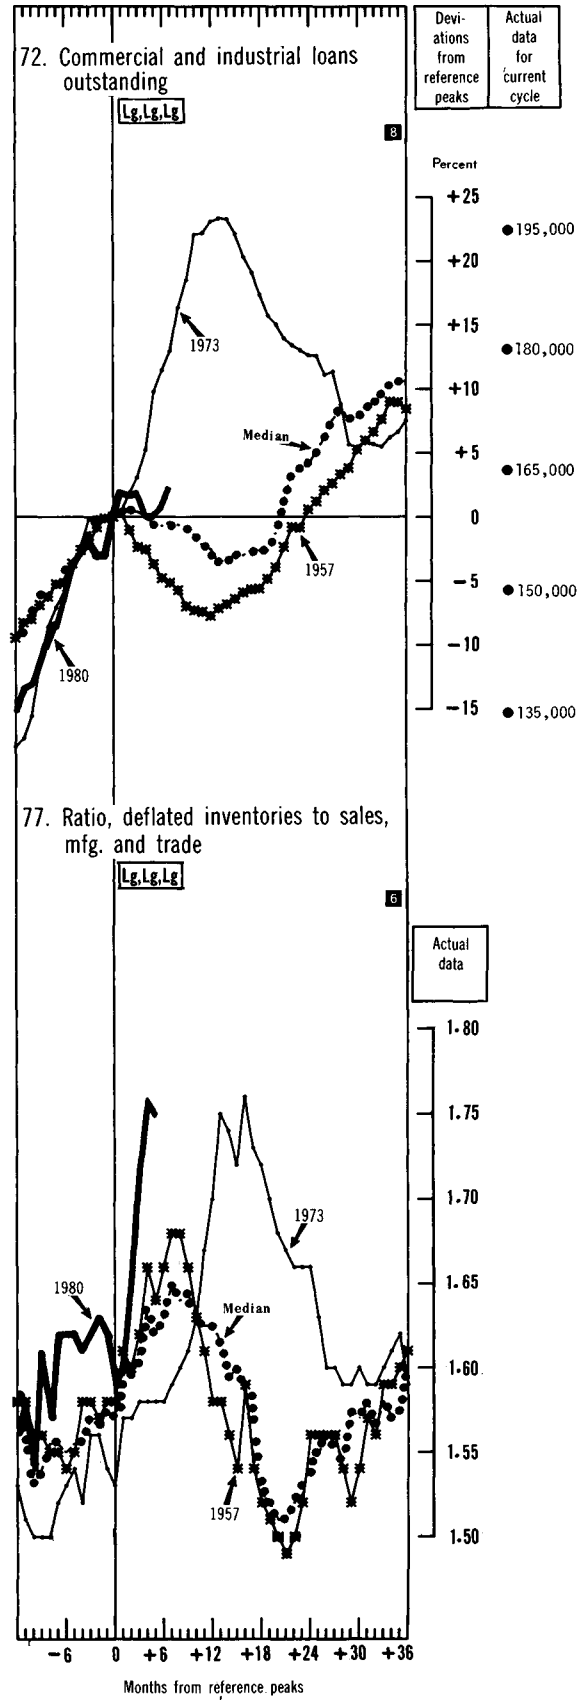 Devi-
ations
from
reference
peaks
Actual
data
for
current
cycle
72. Commercial and industrial loans
outstanding
Lg,Lg,Lg
8
Percent
+25
195,000
+20
+15
1973
180,000
+10
Median
+5
165,000
0
1957
-5
150,000
-10
1980
-15
135,000
77. Ratio, deflated inventories to sales,
mfg. and trade
Lg,Lg,Lg
6
Actual
data
1.80
1.75
1.70
1973
1.65
1980
Median
1.60
1.55
1957
1.50
-6 0 +6 +12 +18 +24 +30 +36
Months from reference peaks